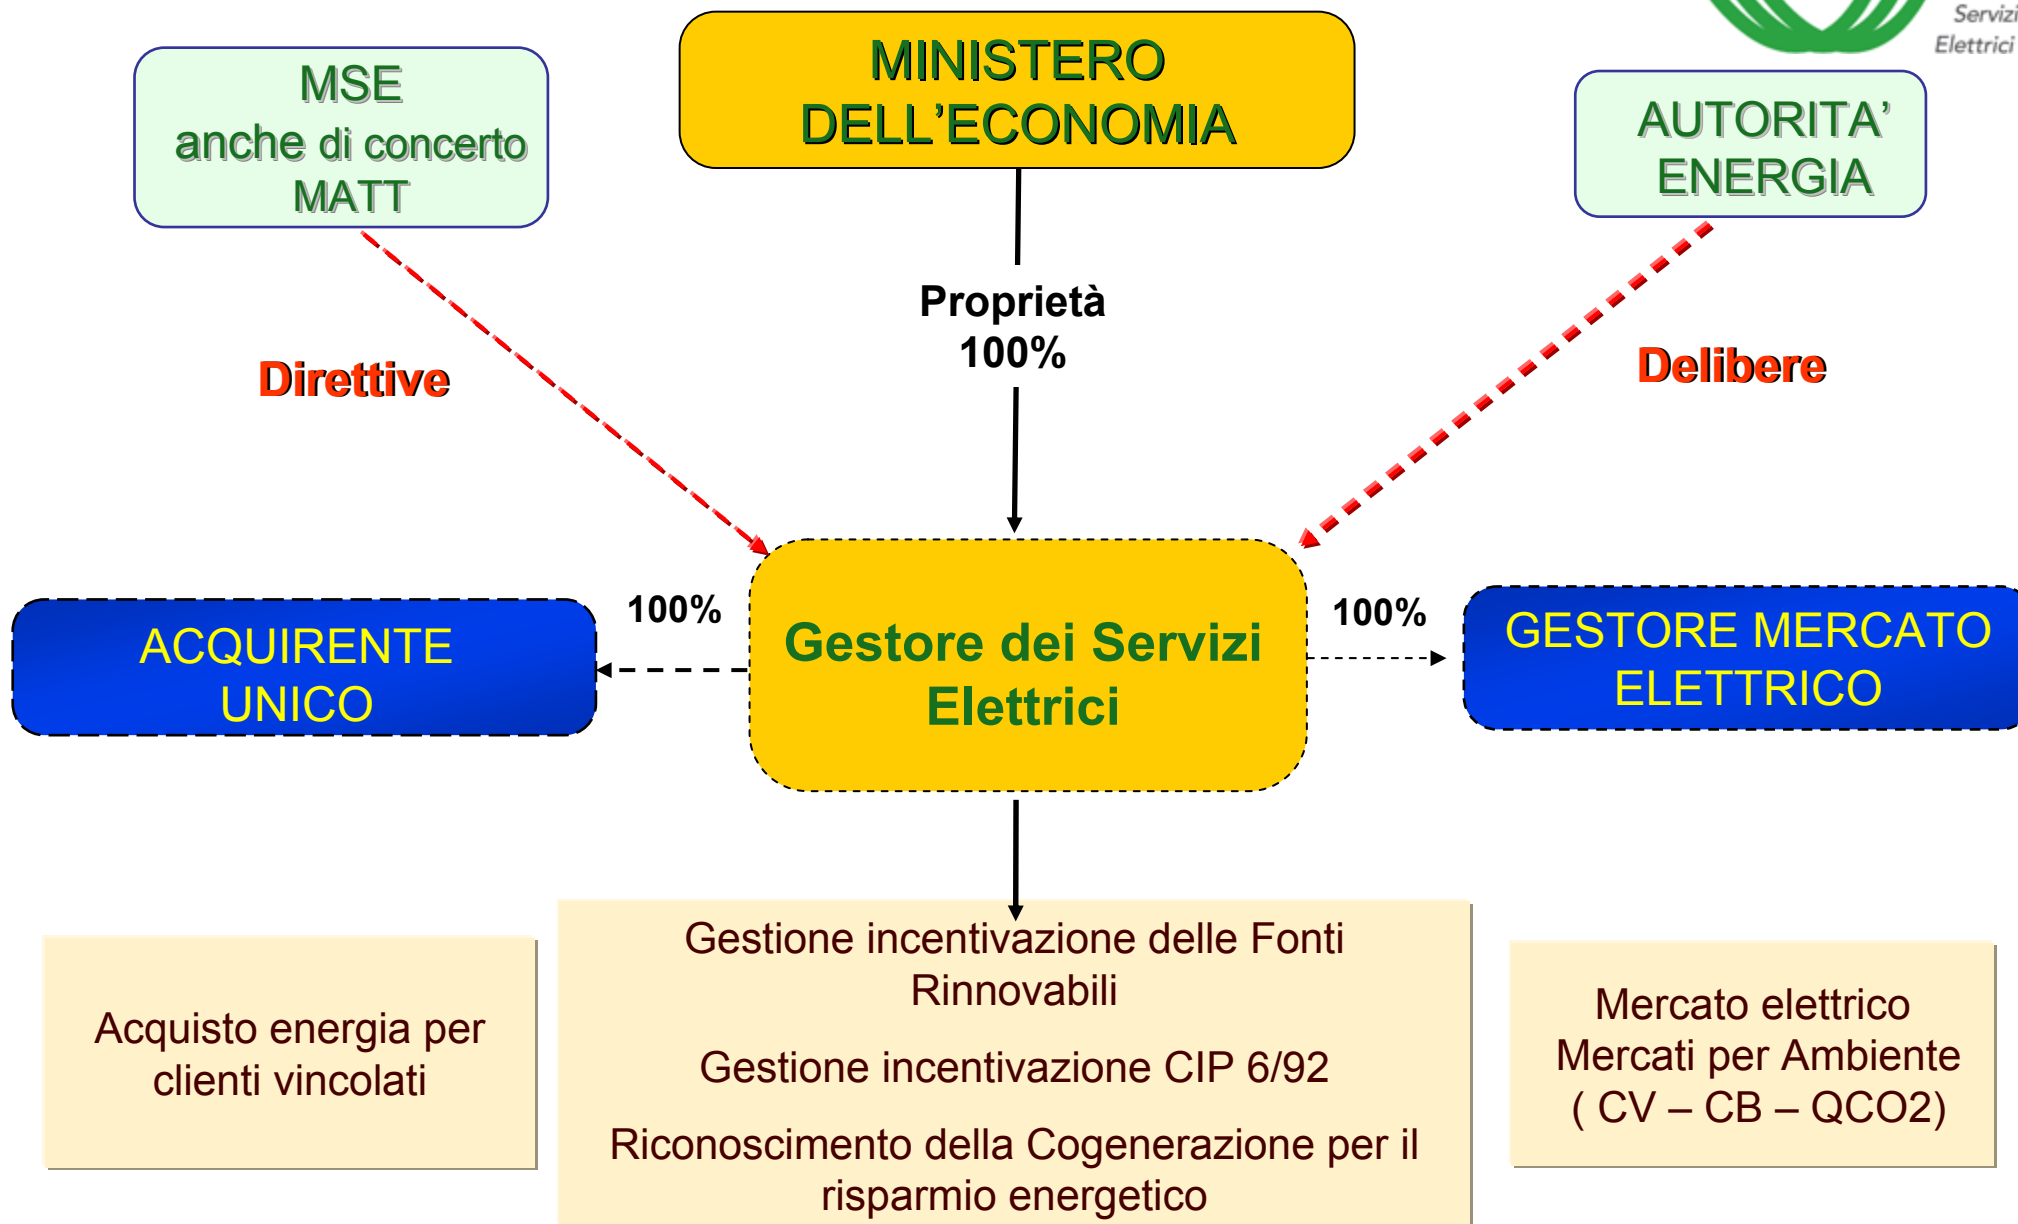 Servizi
Elettrici
MSE
anche di concerto
MATT
MINISTERO
DELL’ECONOMIA
AUTORITA’
ENERGIA
Proprietà
100%
Direttive
Delibere
100%
100%
ACQUIRENTE
UNICO
Gestore dei Servizi
Elettrici
GESTORE MERCATO
ELETTRICO
Acquisto energia per
clienti vincolati
Gestione incentivazione delle Fonti
Rinnovabili
Gestione incentivazione CIP 6/92
Riconoscimento della Cogenerazione per il
risparmio energetico
Mercato elettrico
Mercati per Ambiente
( CV – CB – QCO2)